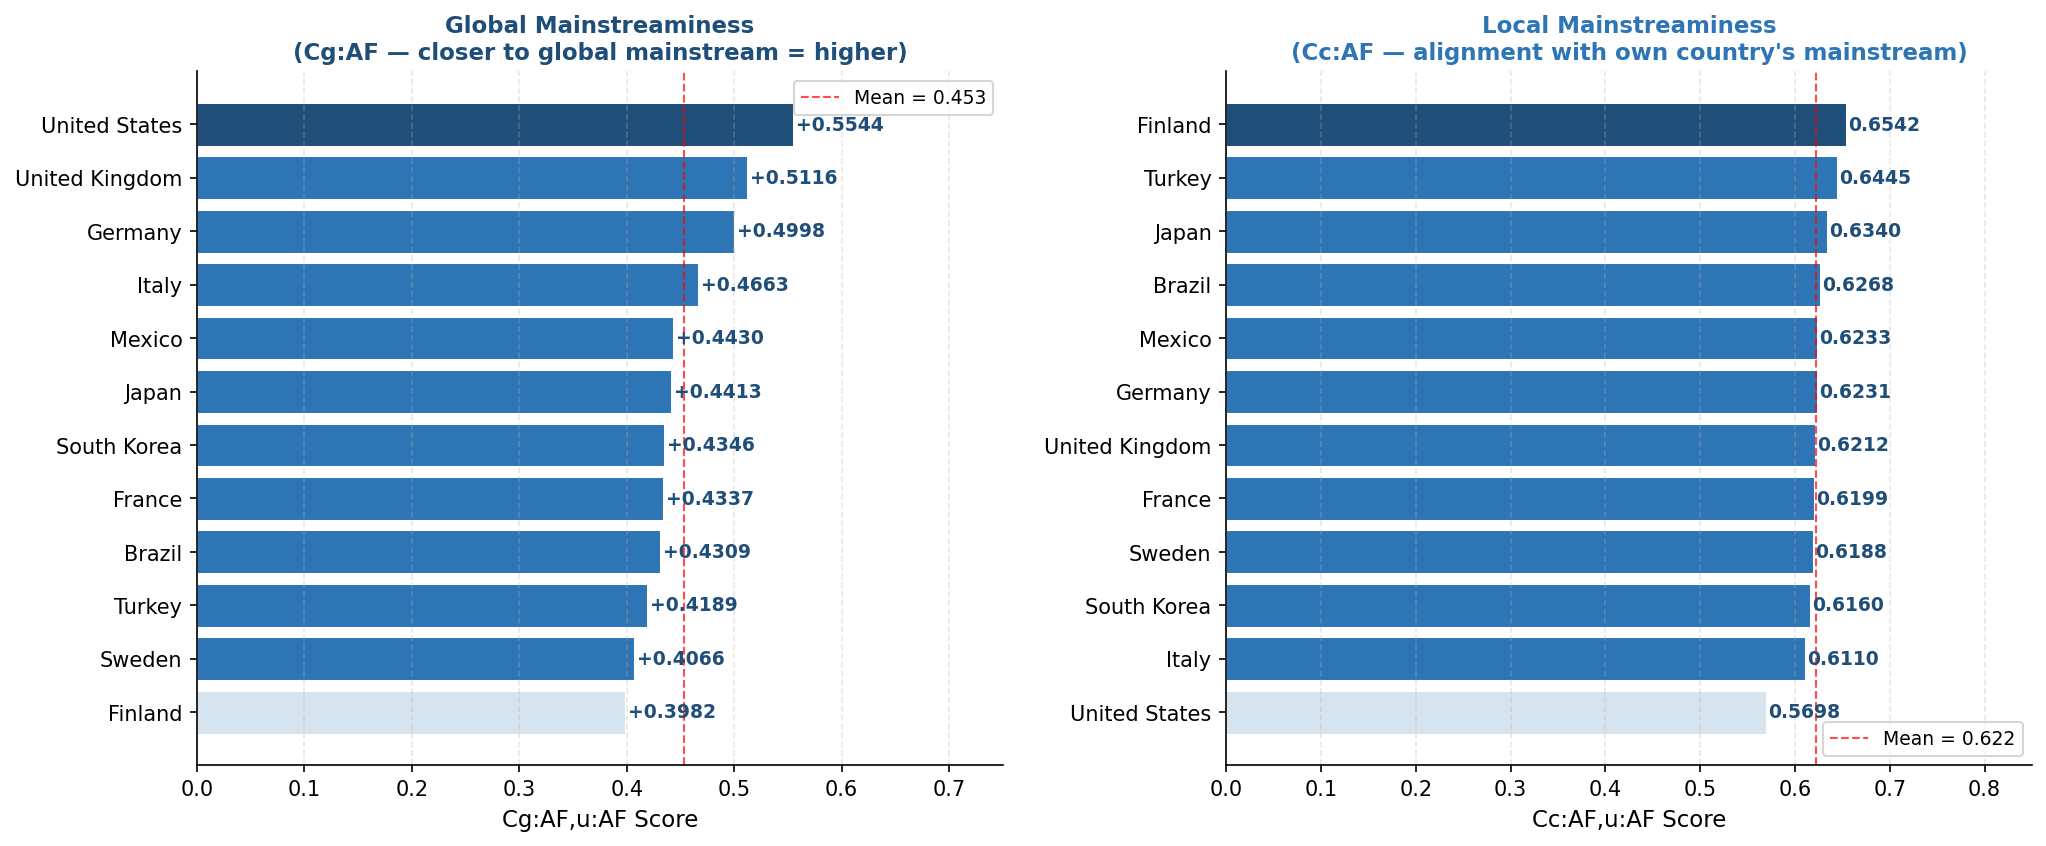 Global Mainstreaminess
(Cg:AF — closer to global mainstream = higher)
Mean = 0.453
United States
+0.5544
United Kingdom
+0.5116
Germany
+0.4998
Italy
+0.4663
Mexico
+0.4430
Japan
+0.4413
South Korea
+0.4346
France
+0.4337
Brazil
+0.4309
Turkey
+0.4189
Sweden
+0.4066
Finland
+0.3982
0.0 0.1 0.2 0.3 0.4 0.5 0.6 0.7
Cg:AF,u:AF Score
Local Mainstreaminess
(Cc:AF — alignment with own country's mainstream)
Finland
0.6542
Turkey
0.6445
Japan
0.6340
Brazil
0.6268
Mexico
0.6233
Germany
0.6231
United Kingdom
0.6212
France
0.6199
Sweden
0.6188
South Korea
0.6160
Italy
0.6110
United States
0.5698
Mean = 0.622
0.0 0.1 0.2 0.3 0.4 0.5 0.6 0.7 0.8
Cc:AF,u:AF Score